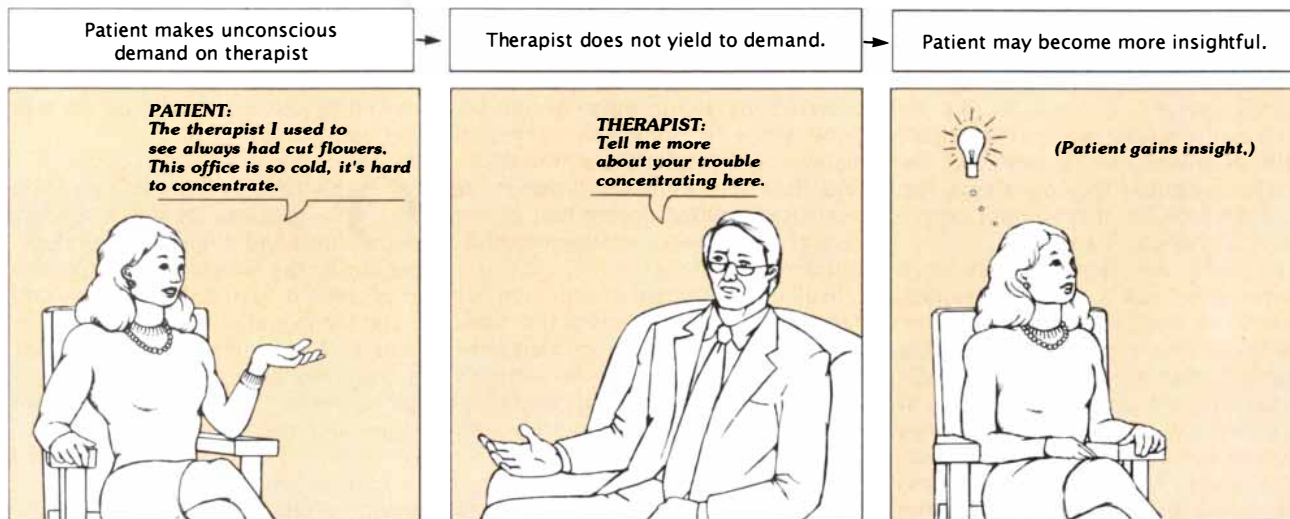 Patient makes unconscious
demand on therapist
Therapist does not yield to demand.
Patient may become more insightful.
PATIENT:
The therapist I used to
see always had cut flowers.
This office is so cold, it's hard
to concentrate.
THERAPIST:
Tell me more
about your trouble
concentrating here.
(Patient gains insight.)